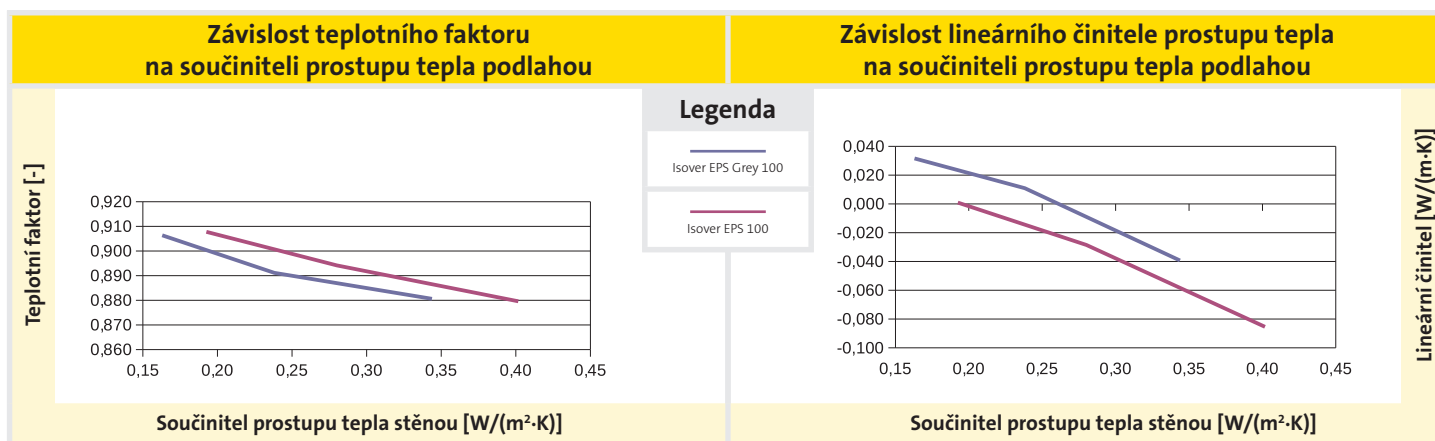 Závislost teplotního faktoru
na součiniteli prostupu tepla podlahou
Závislost lineárního činitele prostupu tepla
na součiniteli prostupu tepla podlahou
Teplotní faktor [-]
0,920
0,910
0,900
0,890
0,880
0,870
0,860
0,15 0,20 0,25 0,30 0,35 0,40 0,45
Součinitel prostupu tepla stěnou [W/(m²·K)]
Legenda
Isover EPS Grey 100
Isover EPS 100
0,040
0,020
0,000
-0,020
-0,040
-0,060
-0,080
-0,100
0,15 0,20 0,25 0,30 0,35 0,40 0,45
Součinitel prostupu tepla stěnou [W/(m²·K)]
Lineární činitel [W/(m·K)]